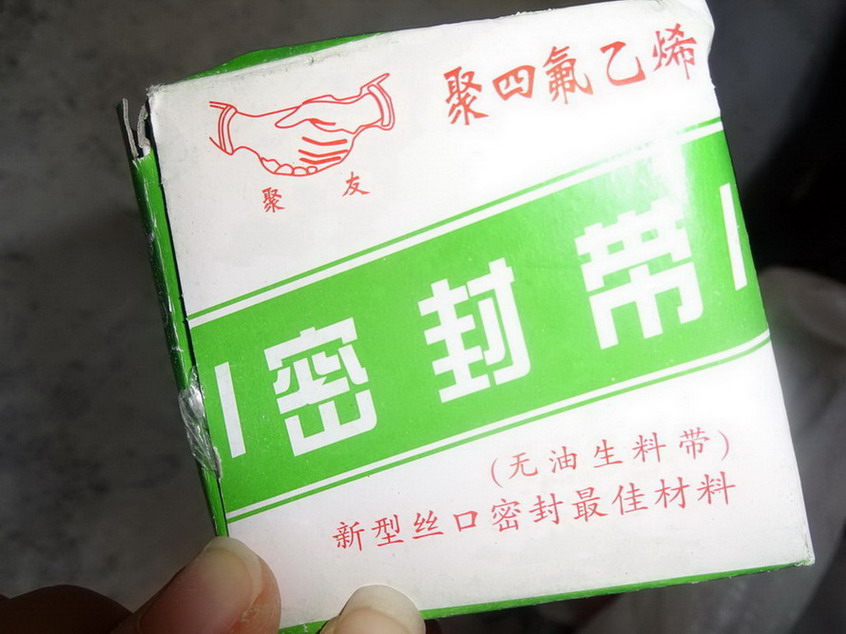 聚四氟乙烯
聚友
密封带
(无油生料带)
新型丝口密封最佳材料